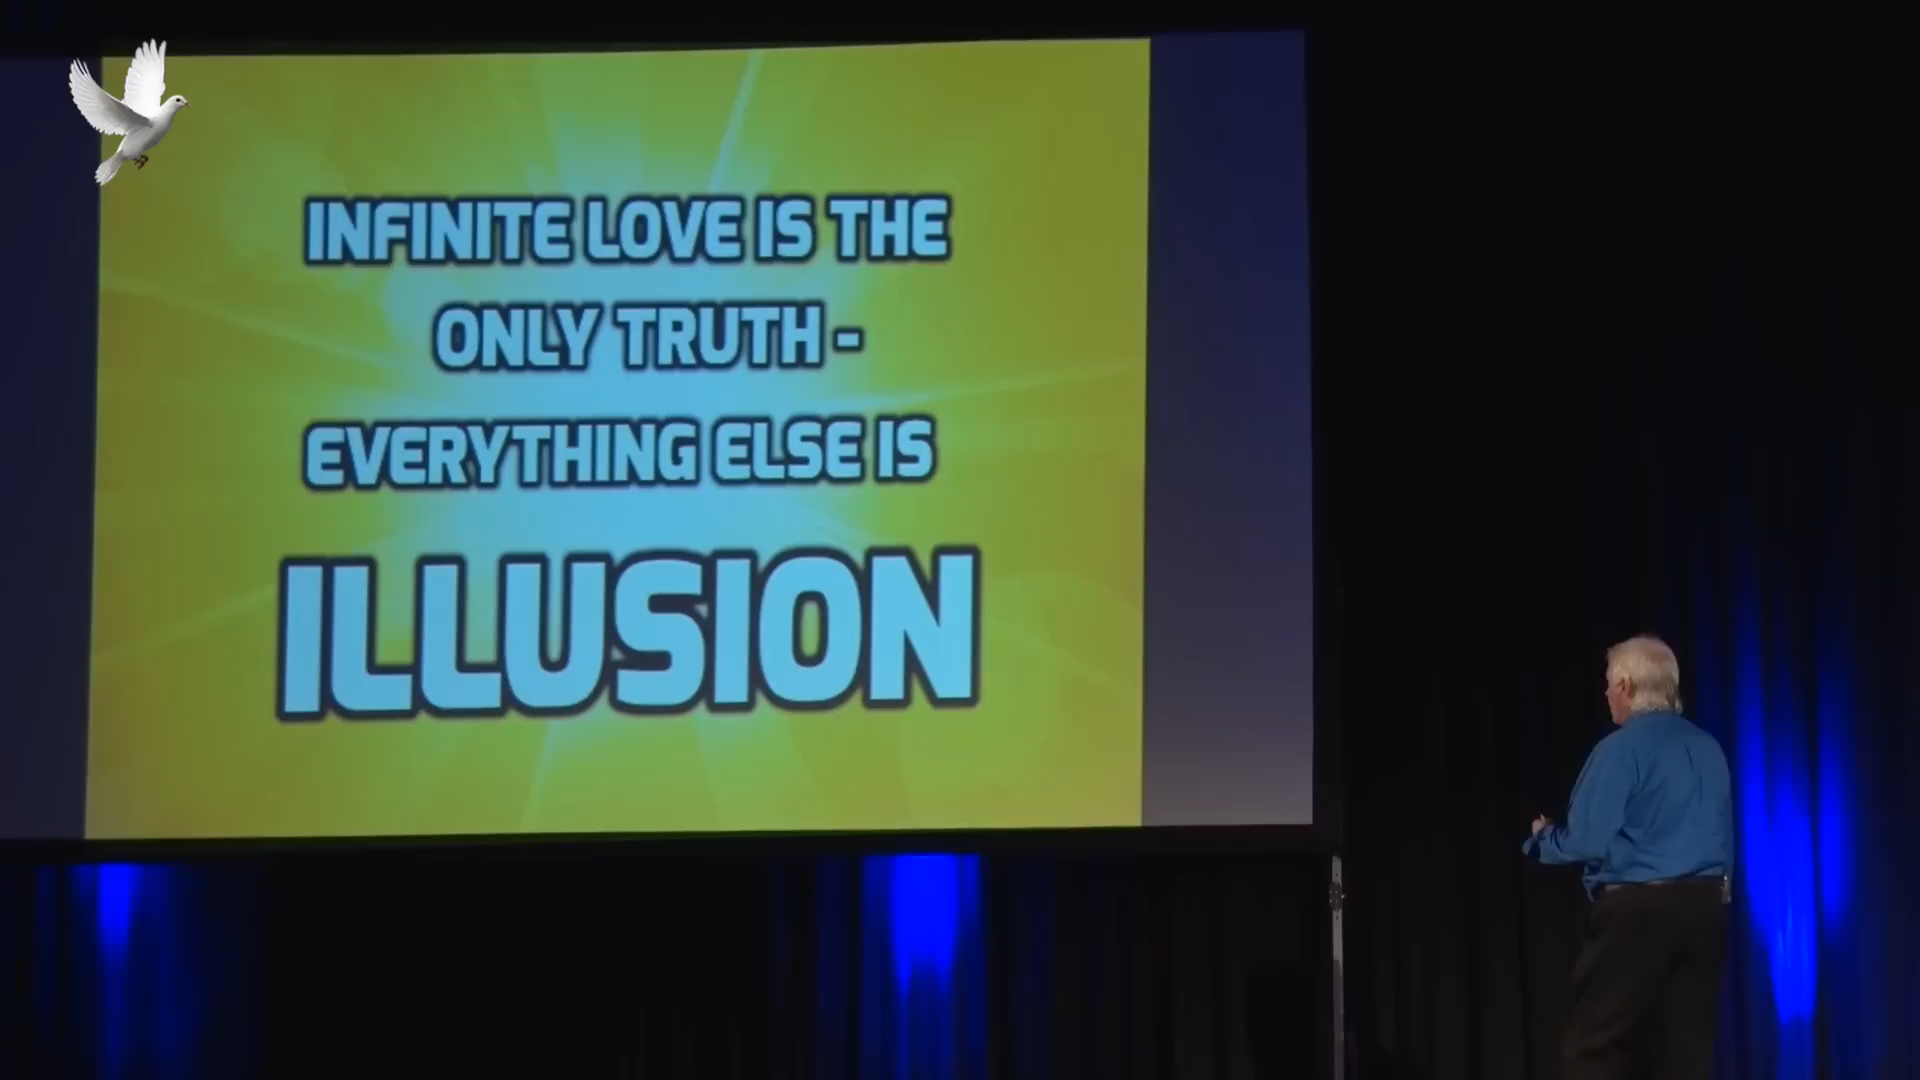 INFINITE LOVE IS THE
ONLY TRUTH -
EVERYTHING ELSE IS
ILLUSION